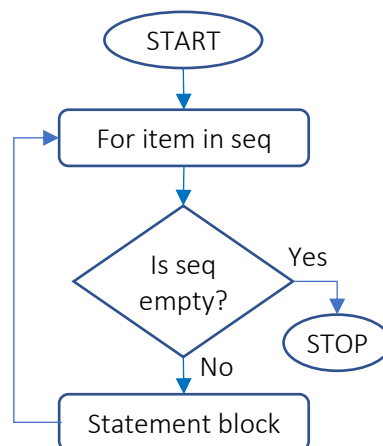 START
For item in seq
Is seq
empty?
Yes
STOP
No
Statement block